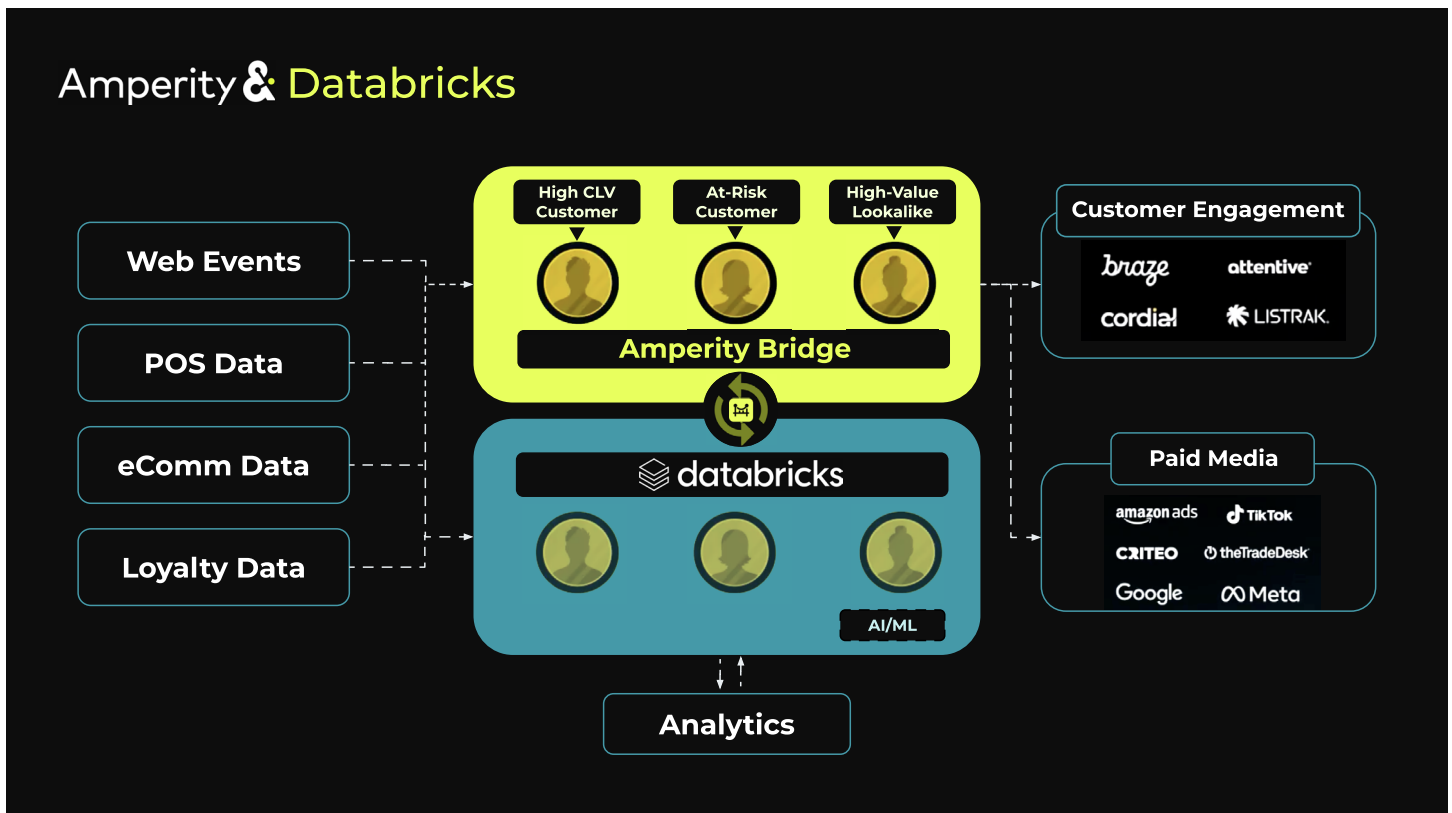 Amperity & Databricks
High CLV
Customer
At-Risk
Customer
High-Value
Lookalike
Amperity Bridge
Web Events
POS Data
eComm Data
Loyalty Data
databricks
AI/ML
Analytics
Customer Engagement
braze attentive
cordial LISTRAK.
Paid Media
amazon ads TikTok
CRITEO theTradeDesk
Google Meta